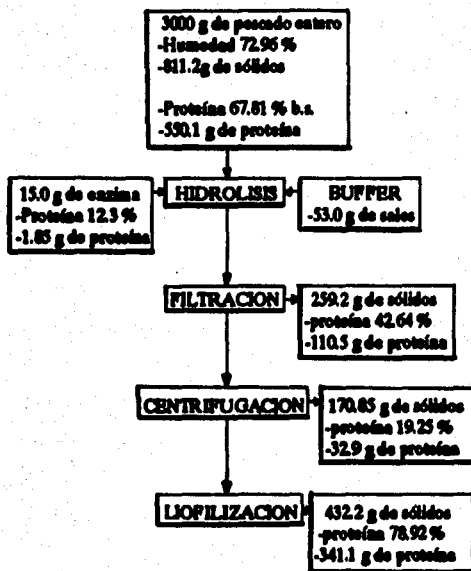 3000 g de pescado entero
-Humedad 72.96 %
-811.2g de sólidos
-Proteína 67.81 % b.s.
-550.1 g de proteína
15.0 g de enzima
-Proteína 12.3 %
-1.85 g de proteína
HIDROLISIS
BUFFER
-53.0 g de sales
FILTRACION
259.2 g de sólidos
-proteína 42.64 %
-110.5 g de proteína
CENTRIFUGACION
170.85 g de sólidos
-proteína 19.25 %
-32.9 g de proteína
LIOFILIZACION
432.2 g de sólidos
-proteína 78.92 %
-341.1 g de proteína